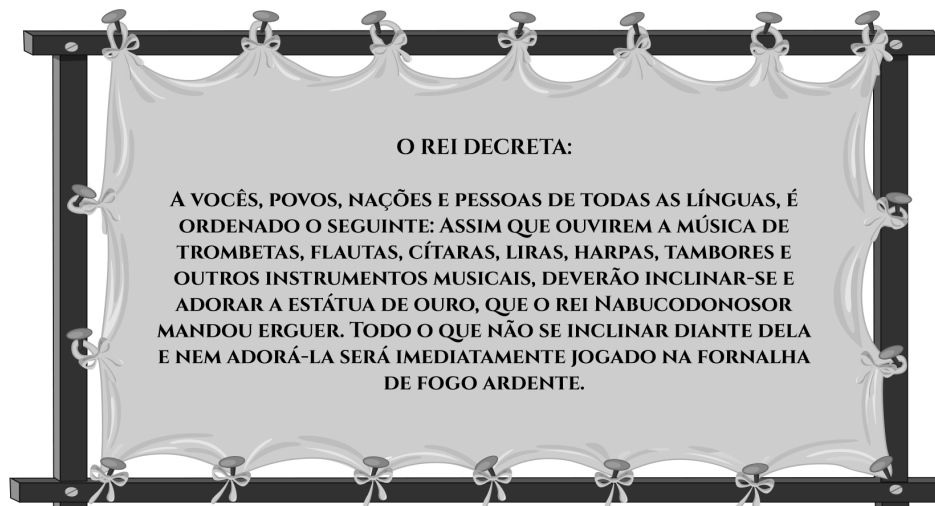 O REI DECRETA:
A VOCÊS, POVOS, NAÇÕES E PESSOAS DE TODAS AS LÍNGUAS, É
ORDENADO O SEGUINTE: ASSIM QUE OUVIREM A MÚSICA DE
TROMBETAS, FLAUTAS, CÍTARAS, LIRAS, HARPAS, TAMBORES E
OUTROS INSTRUMENTOS MUSICAIS, DEVERÃO INCLINAR-SE E
ADORAR A ESTÁTUA DE OURO, QUE O REI NABUCODONOSOR
MANDOU ERGUER. TODO O QUE NÃO SE INCLINAR DIANTE DELA
E NEM ADORÁ-LA SERÁ IMEDIATAMENTE JOGADO NA FORNALHA
DE FOGO ARDENTE.